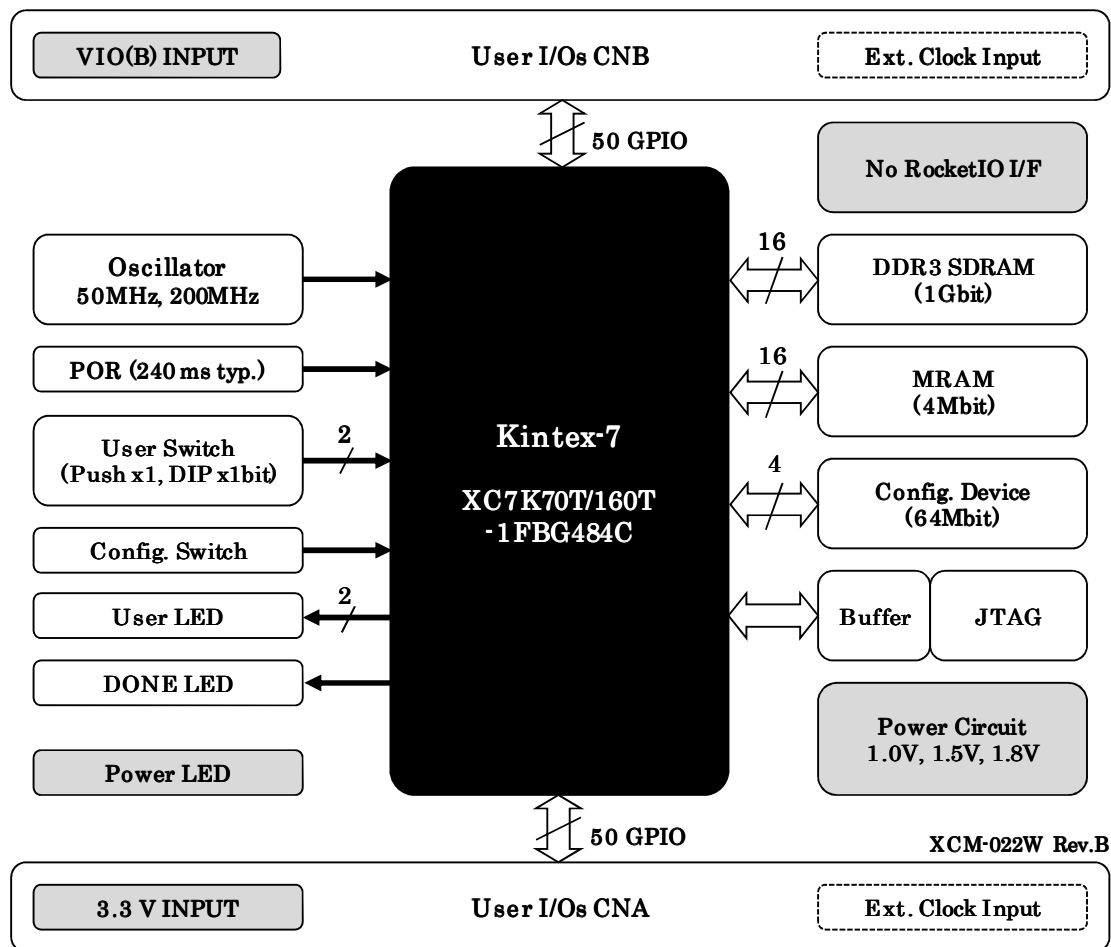 VIO(B) INPUT
User I/Os CNB
Ext. Clock Input
50 GPIO
No RocketIO I/F
Oscillator
50MHz, 200MHz
16
DDR3 SDRAM
(1Gbit)
POR (240 ms typ.)
16
MRAM
(4Mbit)
User Switch
(Push x1, DIP x1bit)
2
Kintex-7
XC7K70T/160T
-1FBG484C
4
Config. Device
(64Mbit)
Config. Switch
User LED
2
Buffer
JTAG
DONE LED
Power Circuit
1.0V, 1.5V, 1.8V
Power LED
50 GPIO
XCM-022W Rev.B
3.3 V INPUT
User I/Os CNA
Ext. Clock Input